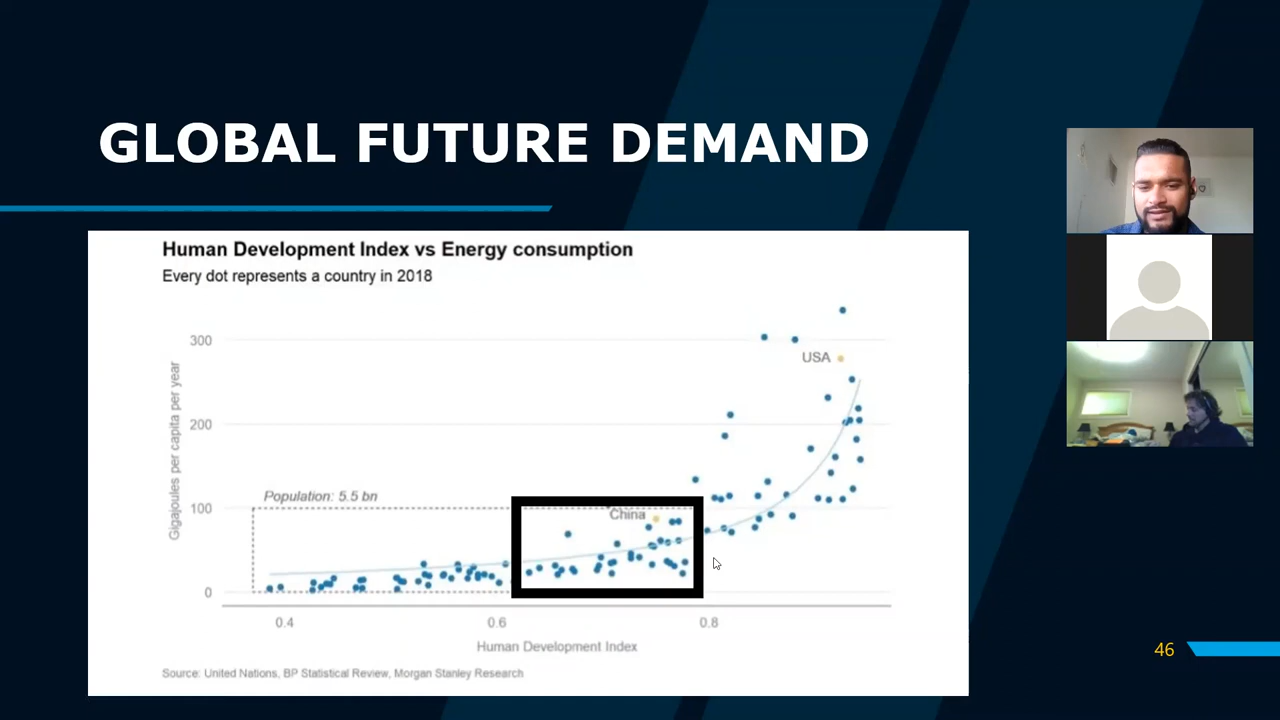 GLOBAL FUTURE DEMAND
Human Development Index vs Energy consumption
Every dot represents a country in 2018
300
USA
200
Gigajoules per capita per year
Population: 5.5 bn
100
China
0
0.4 0.6 0.8
Human Development Index
Source: United Nations, BP Statistical Review, Morgan Stanley Research
46